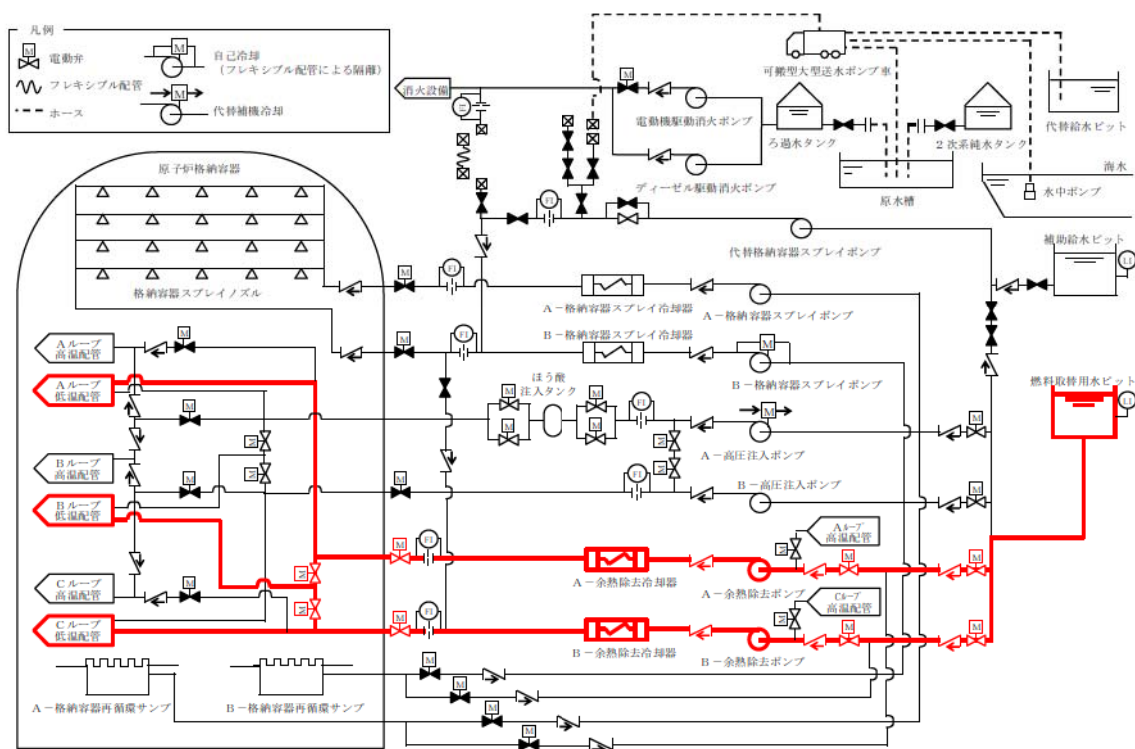 凡例
M
電動弁
フレキシブル配管
ホース
M
自己冷却
(フレキシブル配管による隔離)
M
代替補機冷却
消火設備
FI
M
電動機駆動消火ポンプ
ディーゼル駆動消火ポンプ
可搬型大型送水ポンプ車
ろ過水タンク
2次系純水タンク
原水槽
代替給水ピット
海水
水中ポンプ
原子炉格納容器
格納容器スプレイノズル
FI
代替格納容器スプレイポンプ
補助給水ピット
LI
M
FI
A-格納容器スプレイ冷却器
A-格納容器スプレイポンプ
B-格納容器スプレイ冷却器
M
FI
M
B-格納容器スプレイポンプ
Aループ
高温配管
M
Aループ
低温配管
M
ほう酸
注入タンク
M
M
M
M
FI
M
A-高圧注入ポンプ
M
燃料取替用水ピット
LI
Bループ
高温配管
M
M
M
M
Bループ
低温配管
M
M
FI
B-高圧注入ポンプ
M
Aループ
高温配管
M
M
FI
A-余熱除去冷却器
A-余熱除去ポンプ
M
M
M
Cループ
高温配管
M
Cループ
高温配管
M
Cループ
低温配管
M
M
FI
B-余熱除去冷却器
B-余熱除去ポンプ
M
M
M
M
M
M
A-格納容器再循環サンプ
B-格納容器再循環サンプ